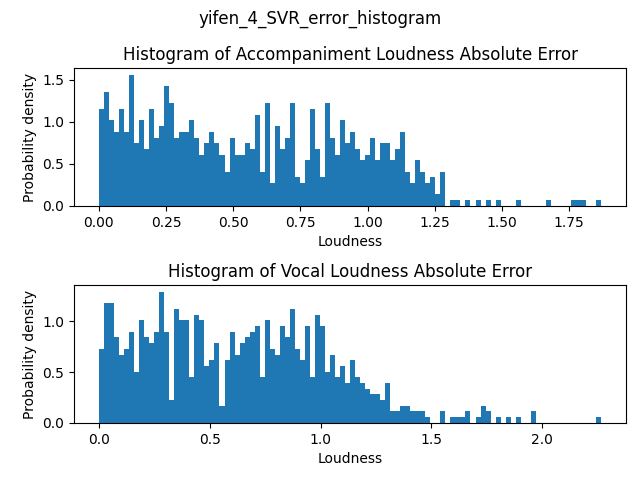 yifen_4_SVR_error_histogram
Histogram of Accompaniment Loudness Absolute Error
Probability density
1.5
1.0
0.5
0.0
0.00 0.25 0.50 0.75 1.00 1.25 1.50 1.75
Loudness
Histogram of Vocal Loudness Absolute Error
Probability density
1.0
0.5
0.0
0.0 0.5 1.0 1.5 2.0
Loudness